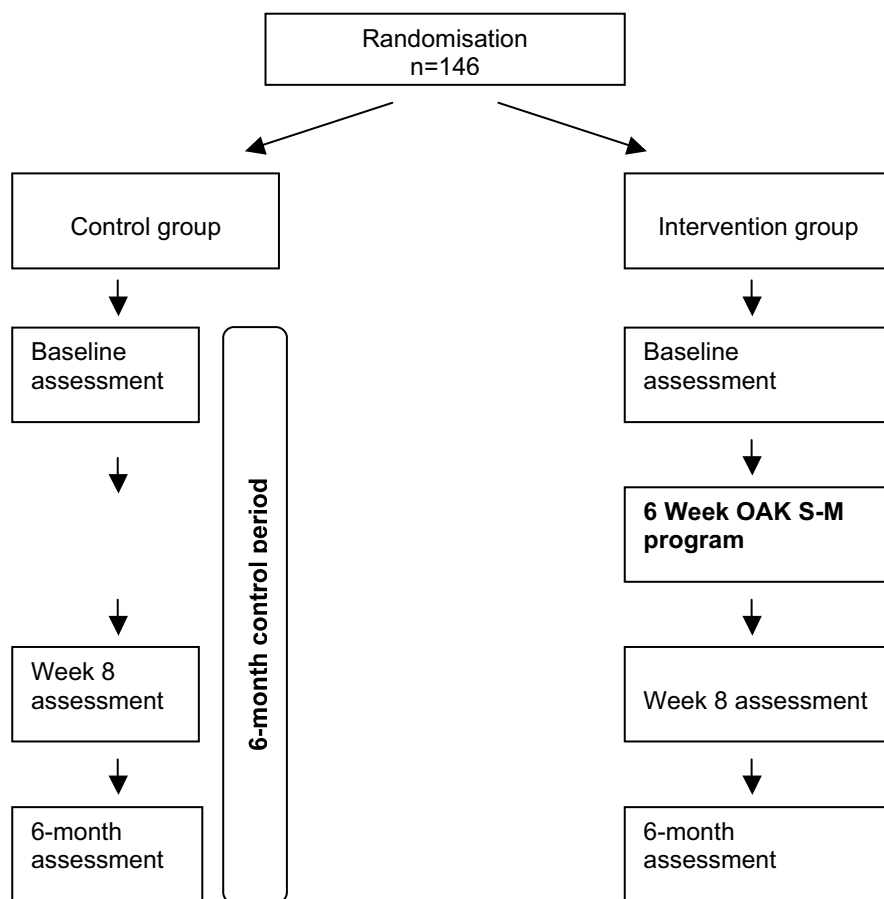 Randomisation
n=146
Control group
Intervention group
Baseline
assessment
6-month control period
Baseline
assessment
6 Week OAK S-M
program
Week 8
assessment
Week 8 assessment
6-month
assessment
6-month
assessment